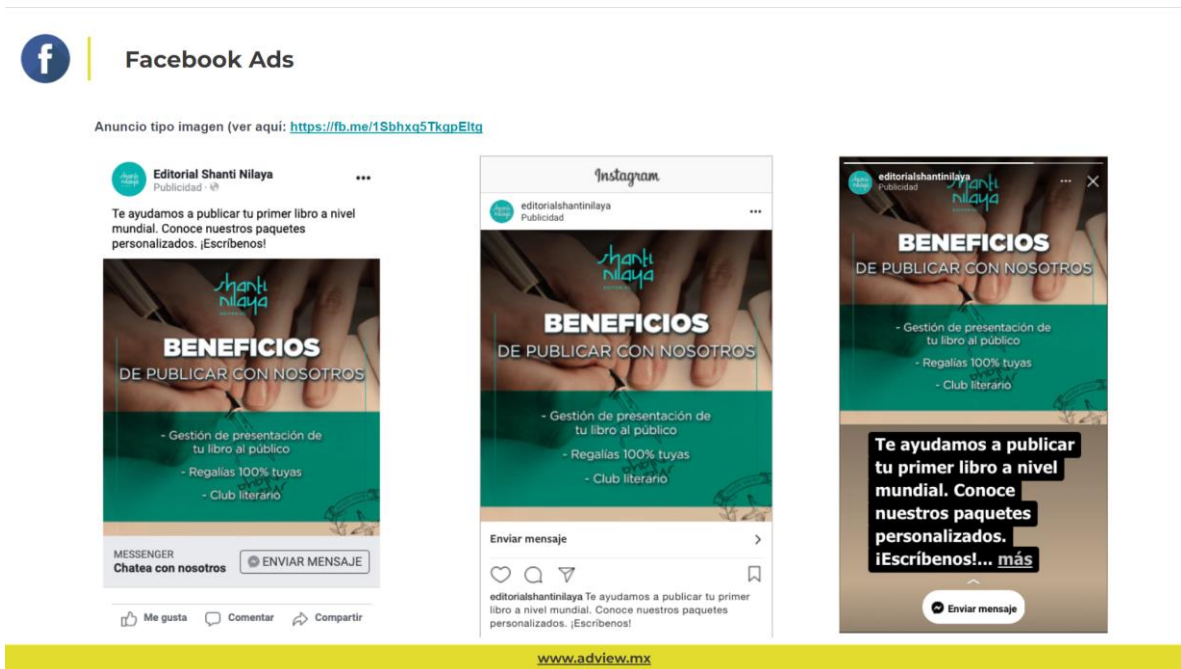 f
Facebook Ads
Anuncio tipo imagen (ver aquí: https://fb.me/1Sbhxq5TkgpEltg
Editorial Shanti Nilaya
Publicidad ·
Te ayudamos a publicar tu primer libro a nivel
mundial. Conoce nuestros paquetes
personalizados. ¡Escríbenos!
shanti
nilaya
EDITORIAL
BENEFICIOS
DE PUBLICAR CON NOSOTROS
- Gestión de presentación de
tu libro al público
- Regalías 100% tuyas
- Club literario
MESSENGER
Chatea con nosotros
ENVIAR MENSAJE
Me gusta
Comentar
Compartir
Instagram
editorialshantinilaya
Publicidad
shanti
nilaya
EDITORIAL
BENEFICIOS
DE PUBLICAR CON NOSOTROS
- Gestión de presentación de
tu libro al público
- Regalías 100% tuyas
- Club literario
Enviar mensaje
editorialshantinilaya Te ayudamos a publicar tu primer
libro a nivel mundial. Conoce nuestros paquetes
personalizados. ¡Escríbenos!
editorialshantinilaya
Publicidad
shanti
nilaya
BENEFICIOS
DE PUBLICAR CON NOSOTROS
- Gestión de presentación de
tu libro al público
- Regalías 100% tuyas
- Club literario
Te ayudamos a publicar
tu primer libro a nivel
mundial. Conoce
nuestros paquetes
personalizados.
¡Escríbenos!... más
Enviar mensaje
www.adview.mx